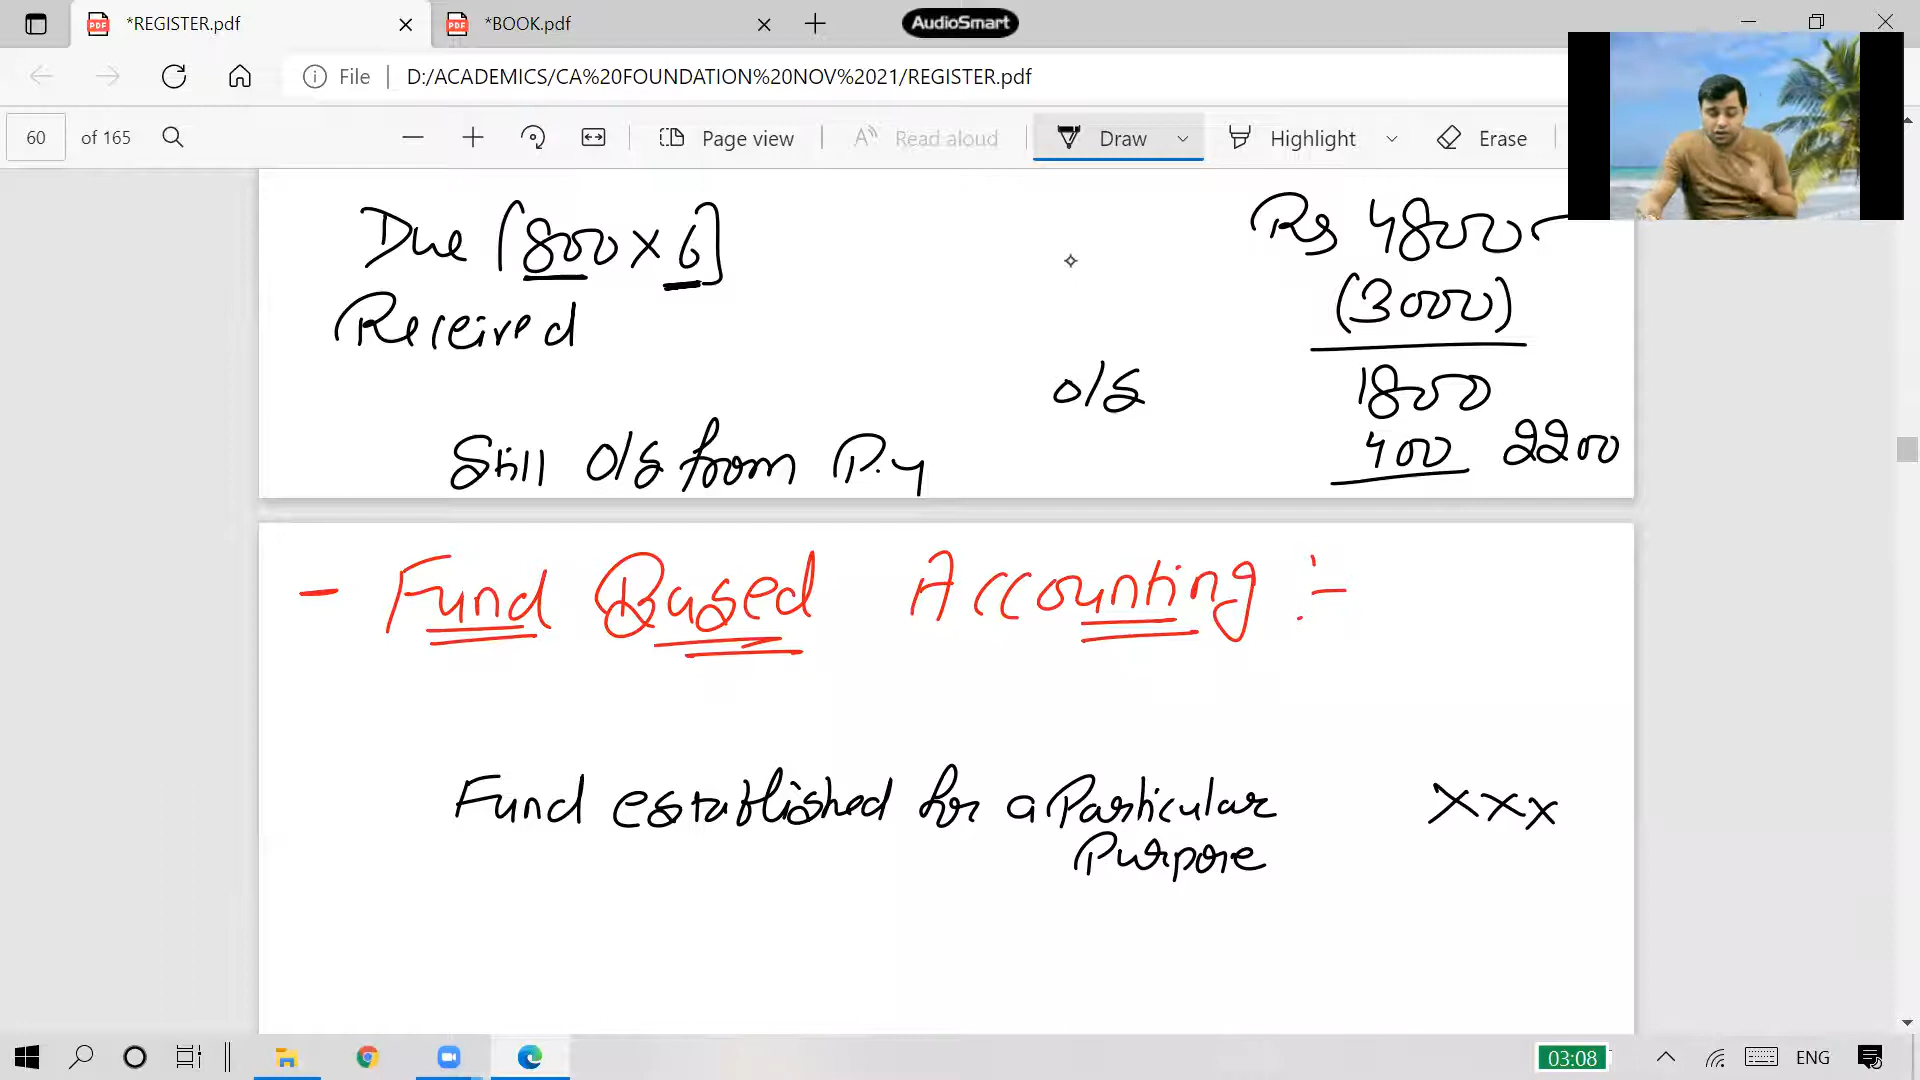 *REGISTER.pdf
*BOOK.pdf
AudioSmart
File
D:/ACADEMICS/CA%20FOUNDATION%20NOV%2021/REGISTER.pdf
60 of 165
Page view
Read aloud
Draw
Highlight
Erase
Due [800 × 6] Rs 4800
Received (3000)
o/s 1800
Still o/s from P.y 400 2200
- Fund Based Accounting :-
Fund established for a Particular XXX
Purpose
03:08
ENG